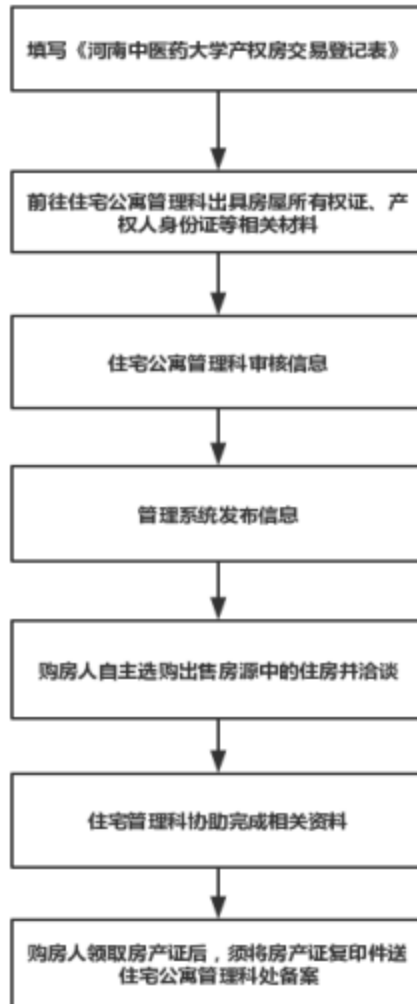 填写《河南中医药大学产权房交易登记表》
前往住宅公寓管理科出具房屋所有权证、产
权人身份证等相关材料
住宅公寓管理科审核信息
管理系统发布信息
购房人自主选购出售房源中的住房并洽谈
住宅管理科协助完成相关资料
购房人领取房产证后，须将房产证复印件送
住宅公寓管理科处备案